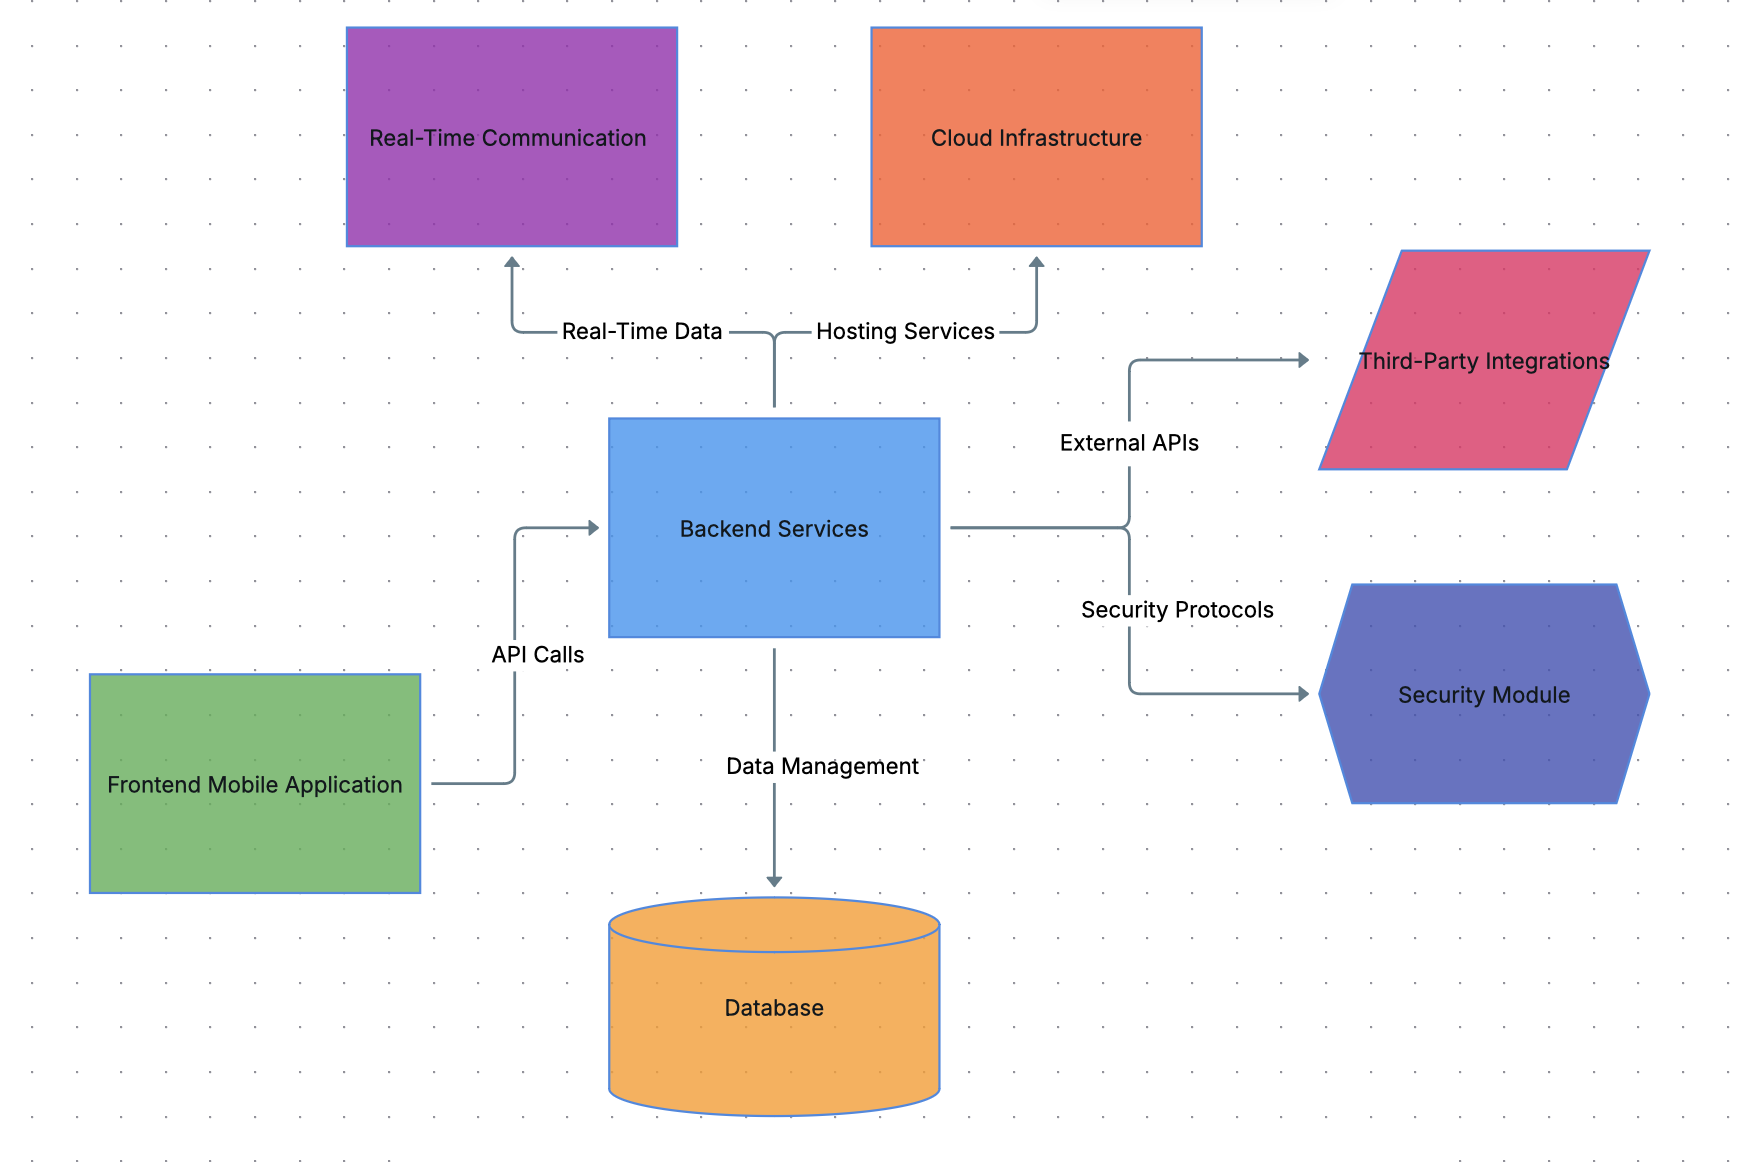 Real-Time Communication
Cloud Infrastructure
Real-Time Data
Hosting Services
Third-Party Integrations
External APIs
Backend Services
Security Protocols
API Calls
Security Module
Data Management
Frontend Mobile Application
Database